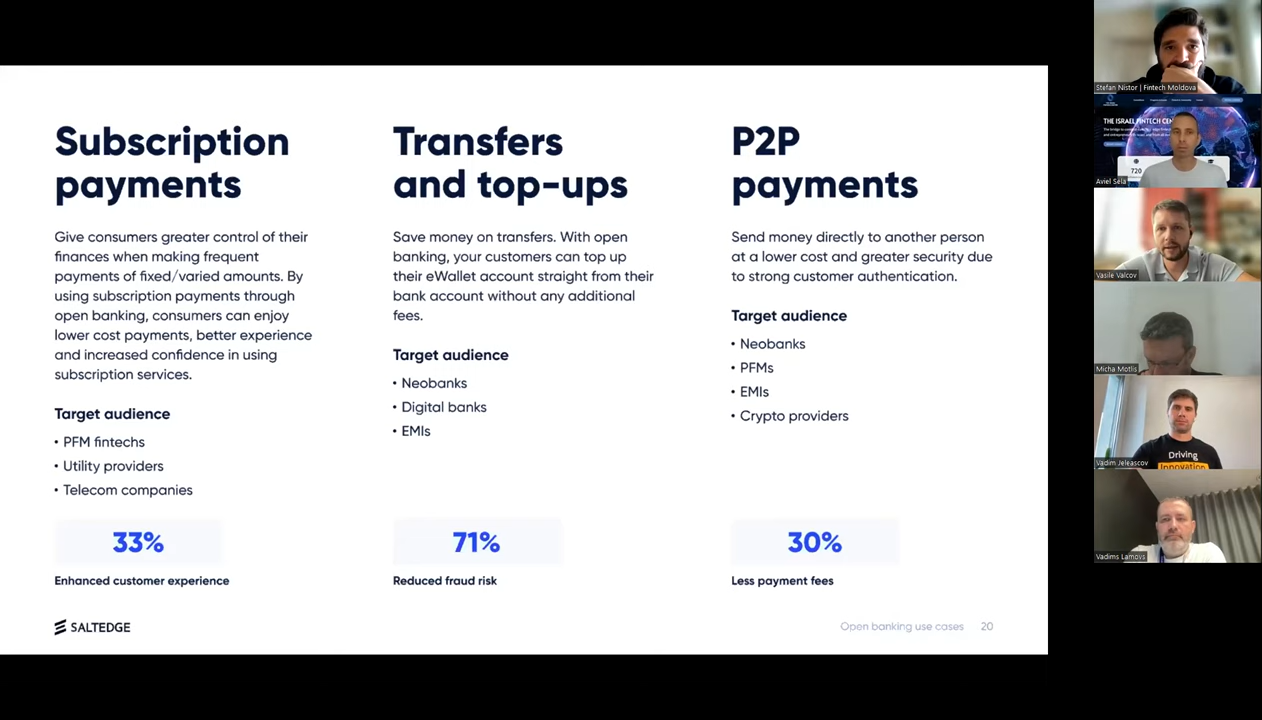 Subscription
payments
Give consumers greater control of their
finances when making frequent
payments of fixed/varied amounts. By
using subscription payments through
open banking, consumers can enjoy
lower cost payments, better experience
and increased confidence in using
subscription services.
Target audience
• PFM fintechs
• Utility providers
• Telecom companies
33%
Enhanced customer experience
Transfers
and top-ups
Save money on transfers. With open
banking, your customers can top up
their eWallet account straight from their
bank account without any additional
fees.
Target audience
• Neobanks
• Digital banks
• EMIs
71%
Reduced fraud risk
P2P
payments
Send money directly to another person
at a lower cost and greater security due
to strong customer authentication.
Target audience
• Neobanks
• PFMs
• EMIs
• Crypto providers
30%
Less payment fees
SALTEDGE
Open banking use cases 20
Stefan Nistor | Fintech Moldova
THE ISRAEL FINTECH CEN
720
Aviel Sela
Vasile Valcov
Micha Motlis
Driving
Innovation
Vadim Jeleascov
Vadims Lamovs